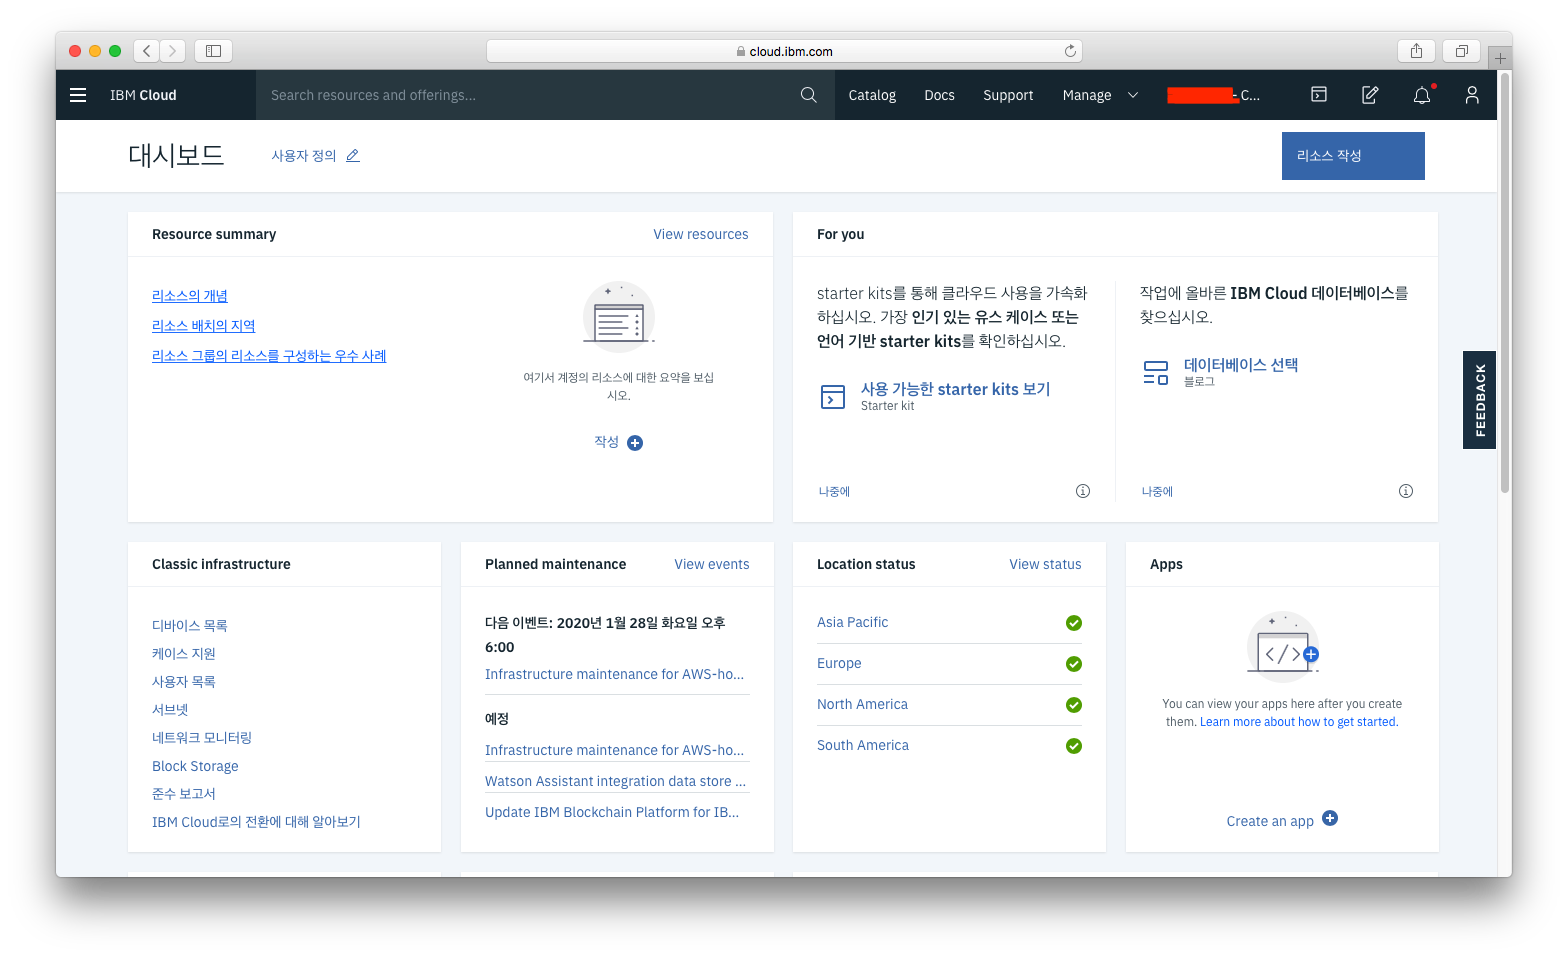 cloud.ibm.com
IBM Cloud
Search resources and offerings...
Catalog
Docs
Support
Manage
- C...
대시보드
사용자 정의
리소스 작성
Resource summary
View resources
리소스의 개념
리소스 배치의 지역
리소스 그룹의 리소스를 구성하는 우수 사례
여기서 계정의 리소스에 대한 요약을 보십
시오.
작성
For you
starter kits를 통해 클라우드 사용을 가속화
하십시오. 가장 인기 있는 유스 케이스 또는
언어 기반 starter kits를 확인하십시오.
사용 가능한 starter kits 보기
Starter kit
나중에
작업에 올바른 IBM Cloud 데이터베이스를
찾으십시오.
데이터베이스 선택
블로그
나중에
FEEDBACK
Classic infrastructure
디바이스 목록
케이스 지원
사용자 목록
서브넷
네트워크 모니터링
Block Storage
준수 보고서
IBM Cloud로의 전환에 대해 알아보기
Planned maintenance
View events
다음 이벤트: 2020년 1월 28일 화요일 오후
6:00
Infrastructure maintenance for AWS-ho...
예정
Infrastructure maintenance for AWS-ho...
Watson Assistant integration data store ...
Update IBM Blockchain Platform for IB...
Location status
View status
Asia Pacific
Europe
North America
South America
Apps
You can view your apps here after you create
them. Learn more about how to get started.
Create an app